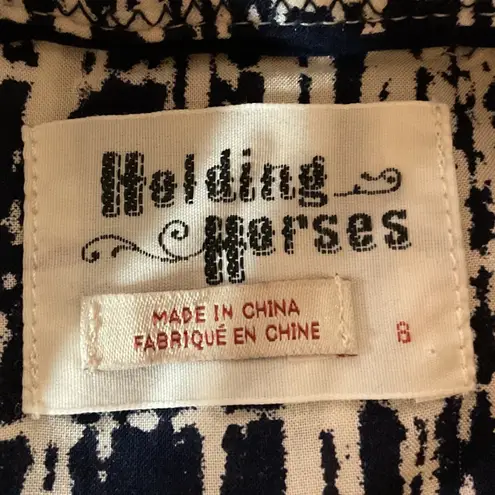 Holding
Horses
MADE IN CHINA
FABRIQUÉ EN CHINE
8